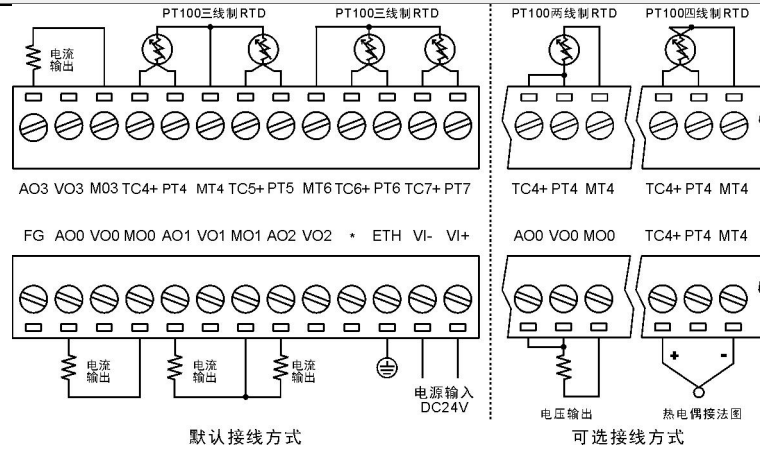 PT100三线制RTD PT100三线制RTD PT100两线制RTD PT100四线制RTD
电流
输出
AO3 VO3 M03 TC4+ PT4 MT4 TC5+ PT5 MT6 TC6+ PT6 TC7+ PT7 TC4+ PT4 MT4 TC4+ PT4 MT4
FG AO0 VO0 MO0 AO1 VO1 MO1 AO2 VO2 * ETH VI- VI+ AO0 VO0 MO0 TC4+ PT4 MT4
电流
输出
电流
输出
电流
输出
+ -
电源输入
DC24V
电压输出 热电偶接法图
默认接线方式 可选接线方式